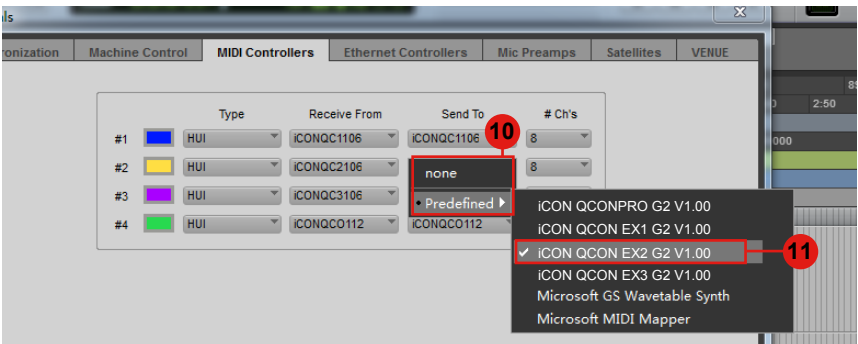 als
ronization Machine Control MIDI Controllers Ethernet Controllers Mic Preamps Satellites VENUE
Type Receive From Send To # Ch's
#1 HUI iCONQC1106 iCONQC1106 8
#2 HUI iCONQC2106 8
#3 HUI iCONQC3106
#4 HUI iCONQCO112 iCONQCO112
10
none
Predefined
iCON QCONPRO G2 V1.00
iCON QCON EX1 G2 V1.00
iCON QCON EX2 G2 V1.00
11
iCON QCON EX3 G2 V1.00
Microsoft GS Wavetable Synth
Microsoft MIDI Mapper
2:50
000